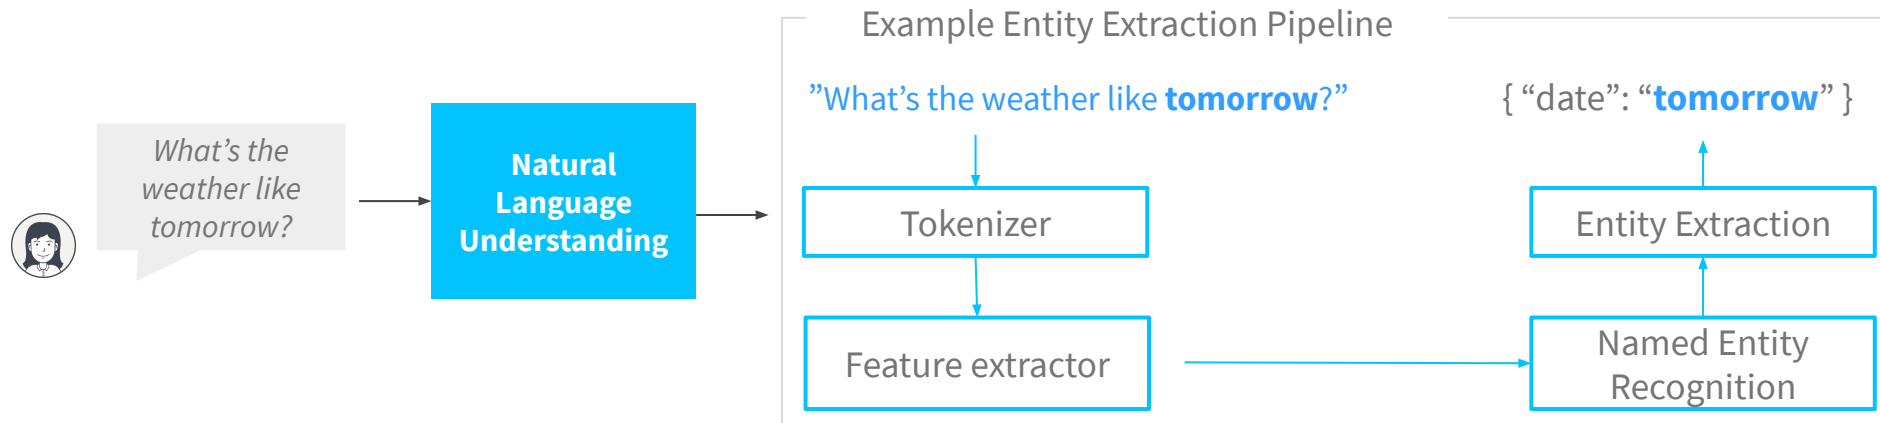 Example Entity Extraction Pipeline
What’s the
weather like
tomorrow?
Natural
Language
Understanding
”What’s the weather like tomorrow?”
Tokenizer
Feature extractor
Named Entity
Recognition
Entity Extraction
{ “date”: “tomorrow” }